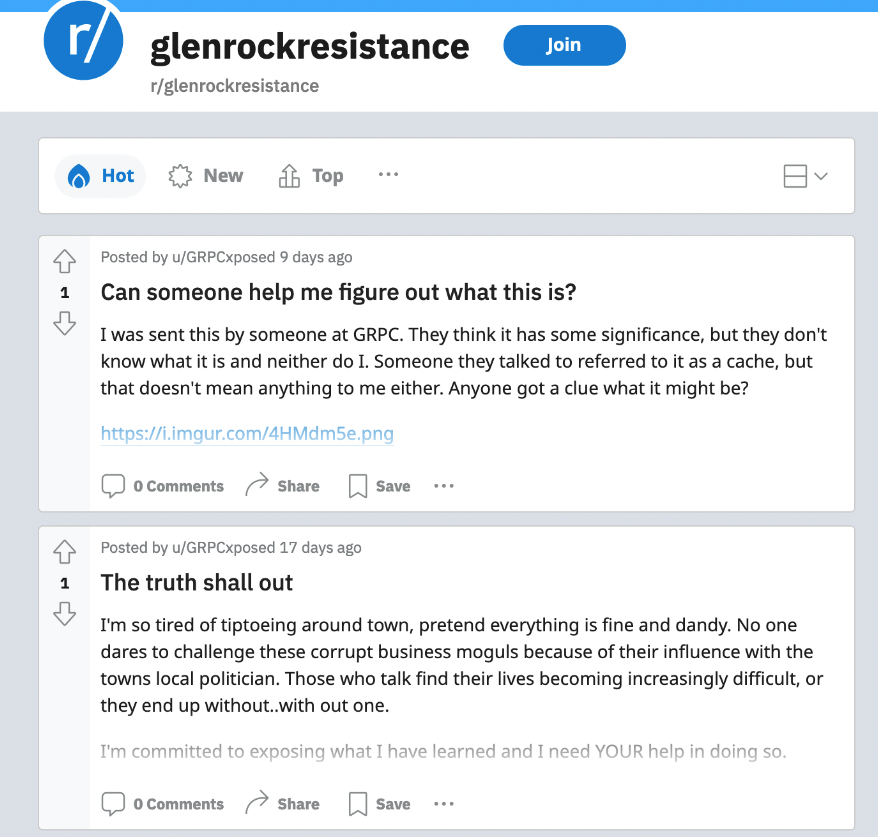 r/
glenrockresistance
Join
r/glenrockresistance
Hot
New
Top
Posted by u/GRPCxposed 9 days ago
1
Can someone help me figure out what this is?
I was sent this by someone at GRPC. They think it has some significance, but they don't
know what it is and neither do I. Someone they talked to referred to it as a cache, but
that doesn't mean anything to me either. Anyone got a clue what it might be?
https://i.imgur.com/4HMdm5e.png
0 Comments
Share
Save
Posted by u/GRPCxposed 17 days ago
1
The truth shall out
I'm so tired of tiptoeing around town, pretend everything is fine and dandy. No one
dares to challenge these corrupt business moguls because of their influence with the
towns local politician. Those who talk find their lives becoming increasingly difficult, or
they end up without..with out one.
I'm committed to exposing what I have learned and I need YOUR help in doing so.
0 Comments
Share
Save